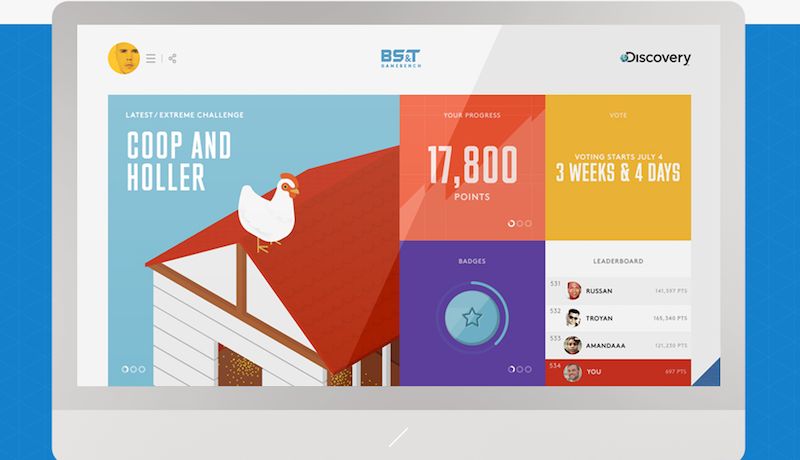 BS&T
GAMEBENCH
Discovery
LATEST / EXTREME CHALLENGE
COOP AND
HOLLER
YOUR PROGRESS
17,800
POINTS
VOTE
VOTING STARTS JULY 4
3 WEEKS & 4 DAYS
BADGES
LEADERBOARD
531 RUSSAN 141,597 PTS
532 TROYAN 165,340 PTS
533 AMANDAAA 121,250 PTS
534 YOU 697 PTS